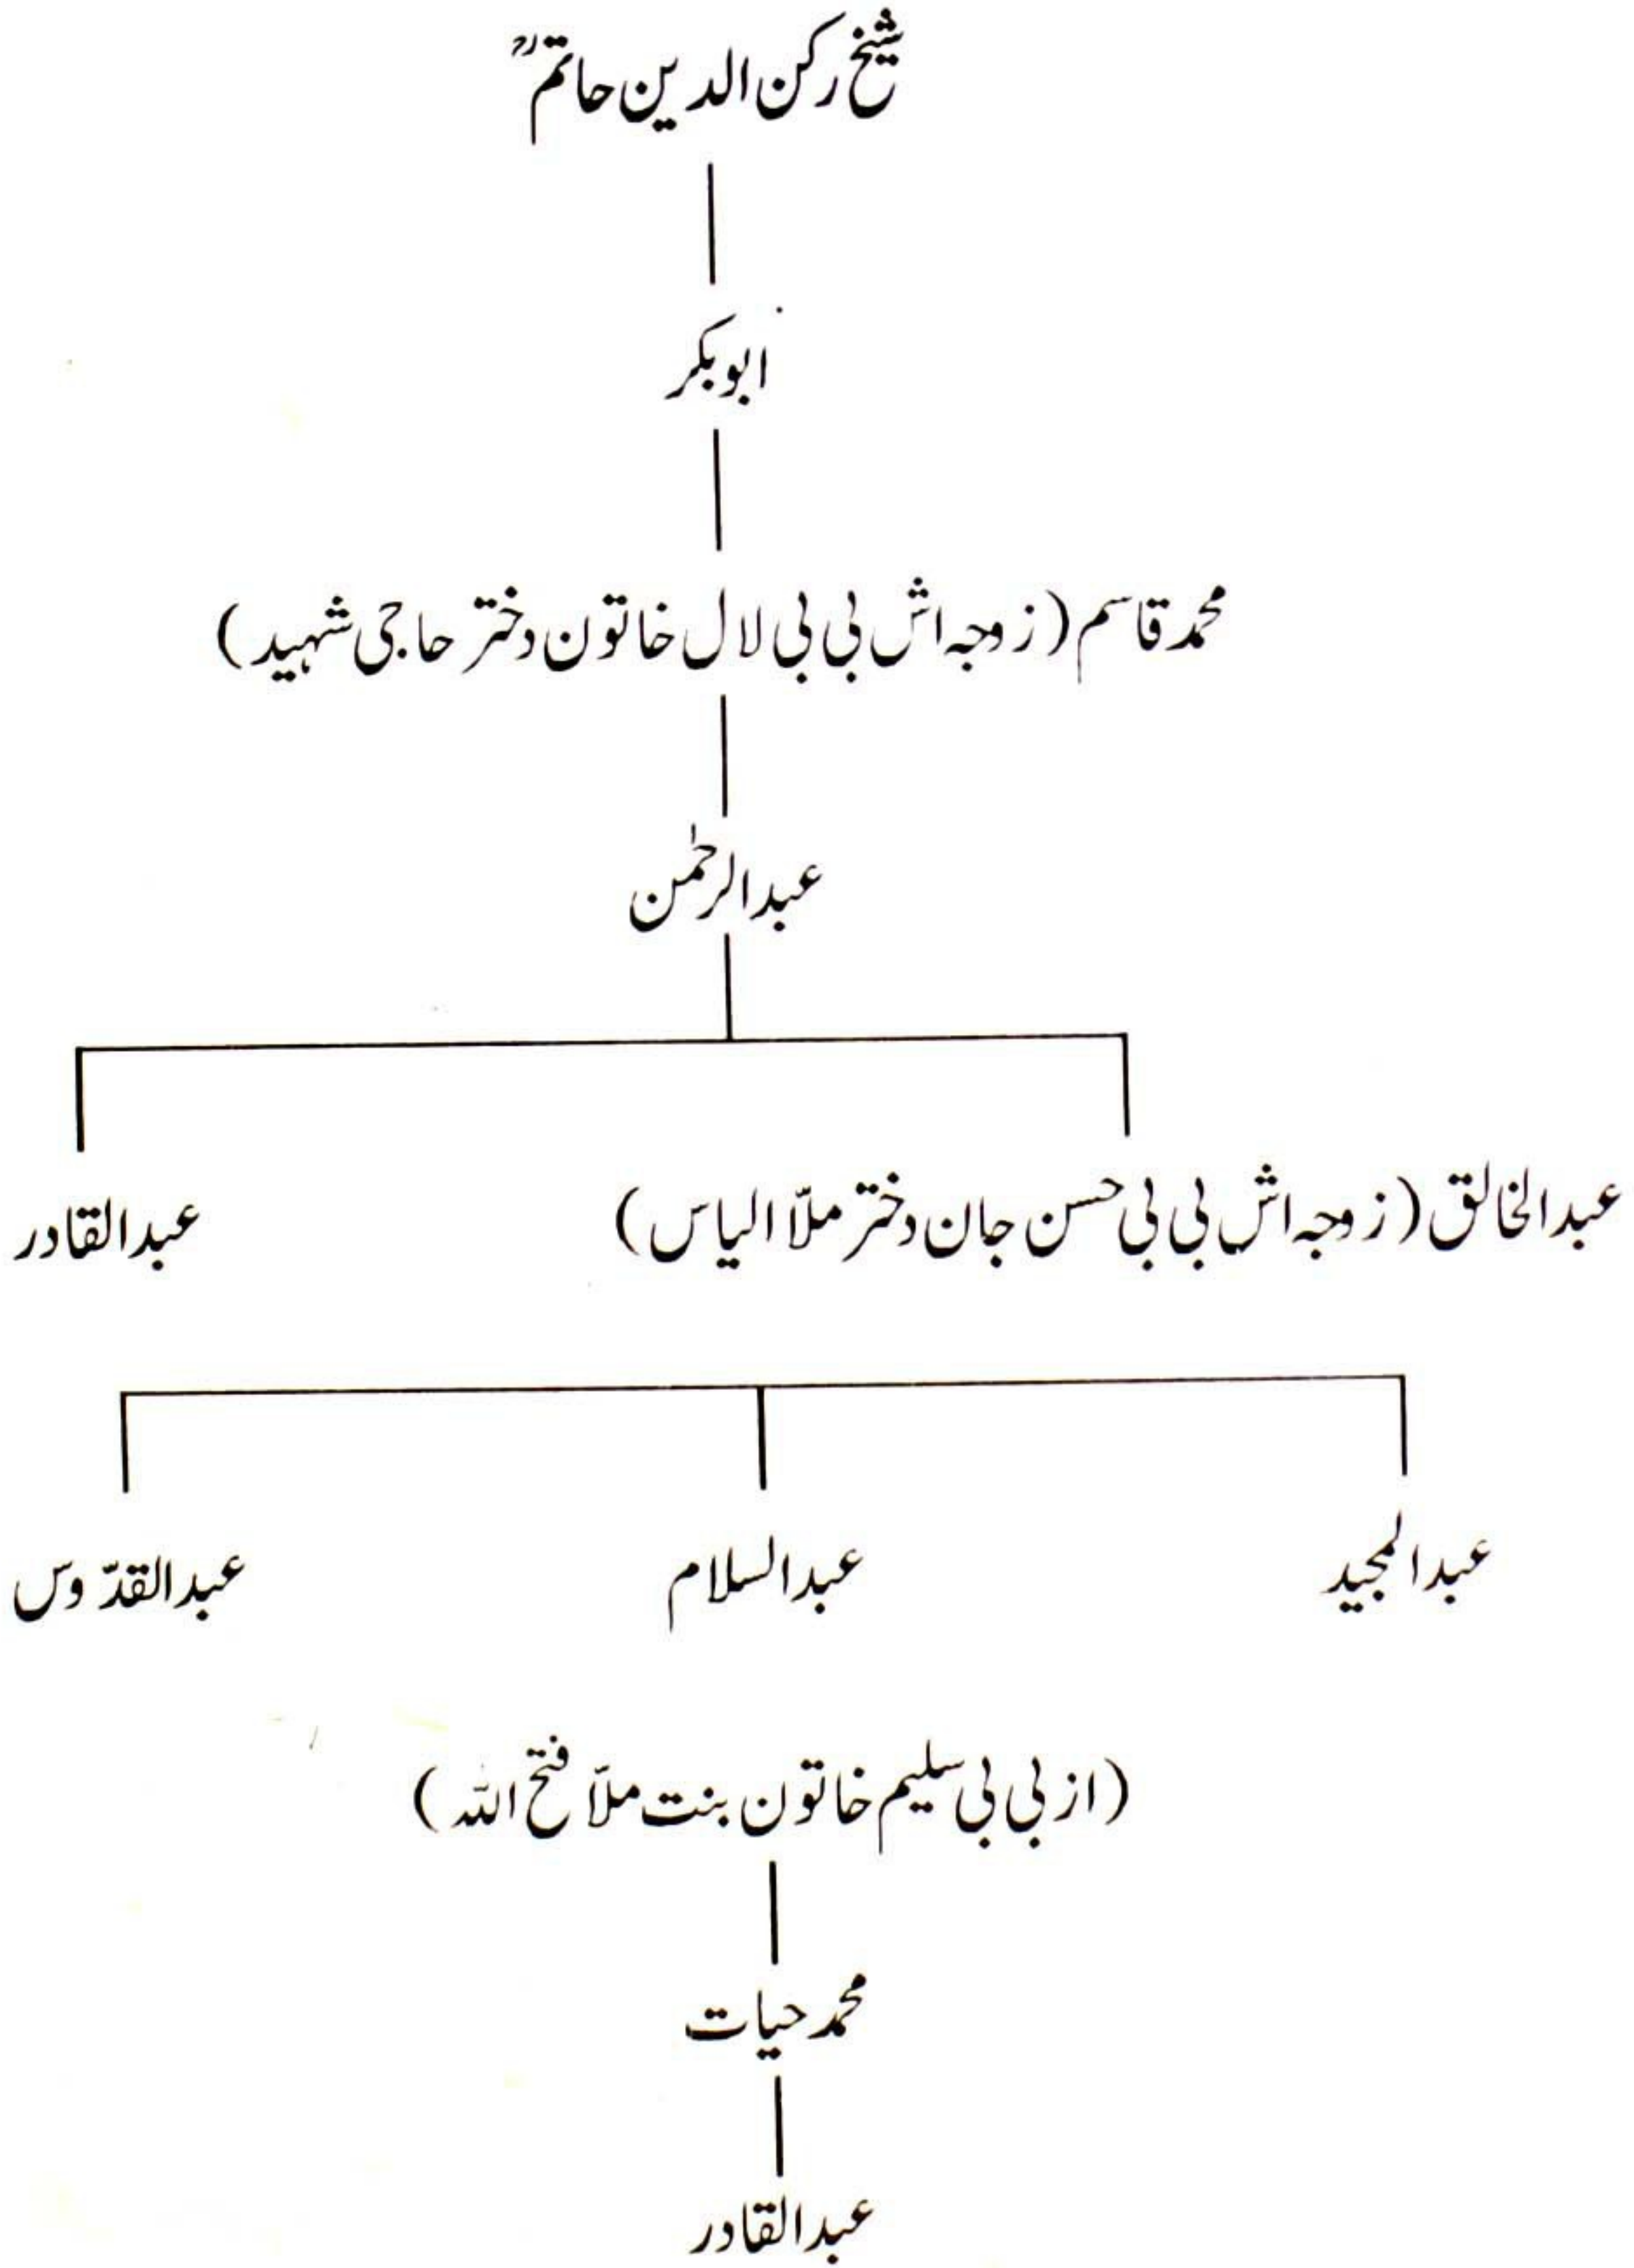 شیخ رکن الدین حاتمؒ
ابوبکر
محمد قاسم (زوجہ اش بی بی لال خاتون دختر حاجی شہید)
عبدالرحمٰن
عبدالخالق (زوجہ اش بی بی حسن جان دختر ملّا الیاس) عبدالقادر
عبدالمجید عبدالسلام عبدالقدّوس
(از بی بی سلیم خاتون بنت ملّا فتح اللہ)
محمد حیات
عبدالقادر